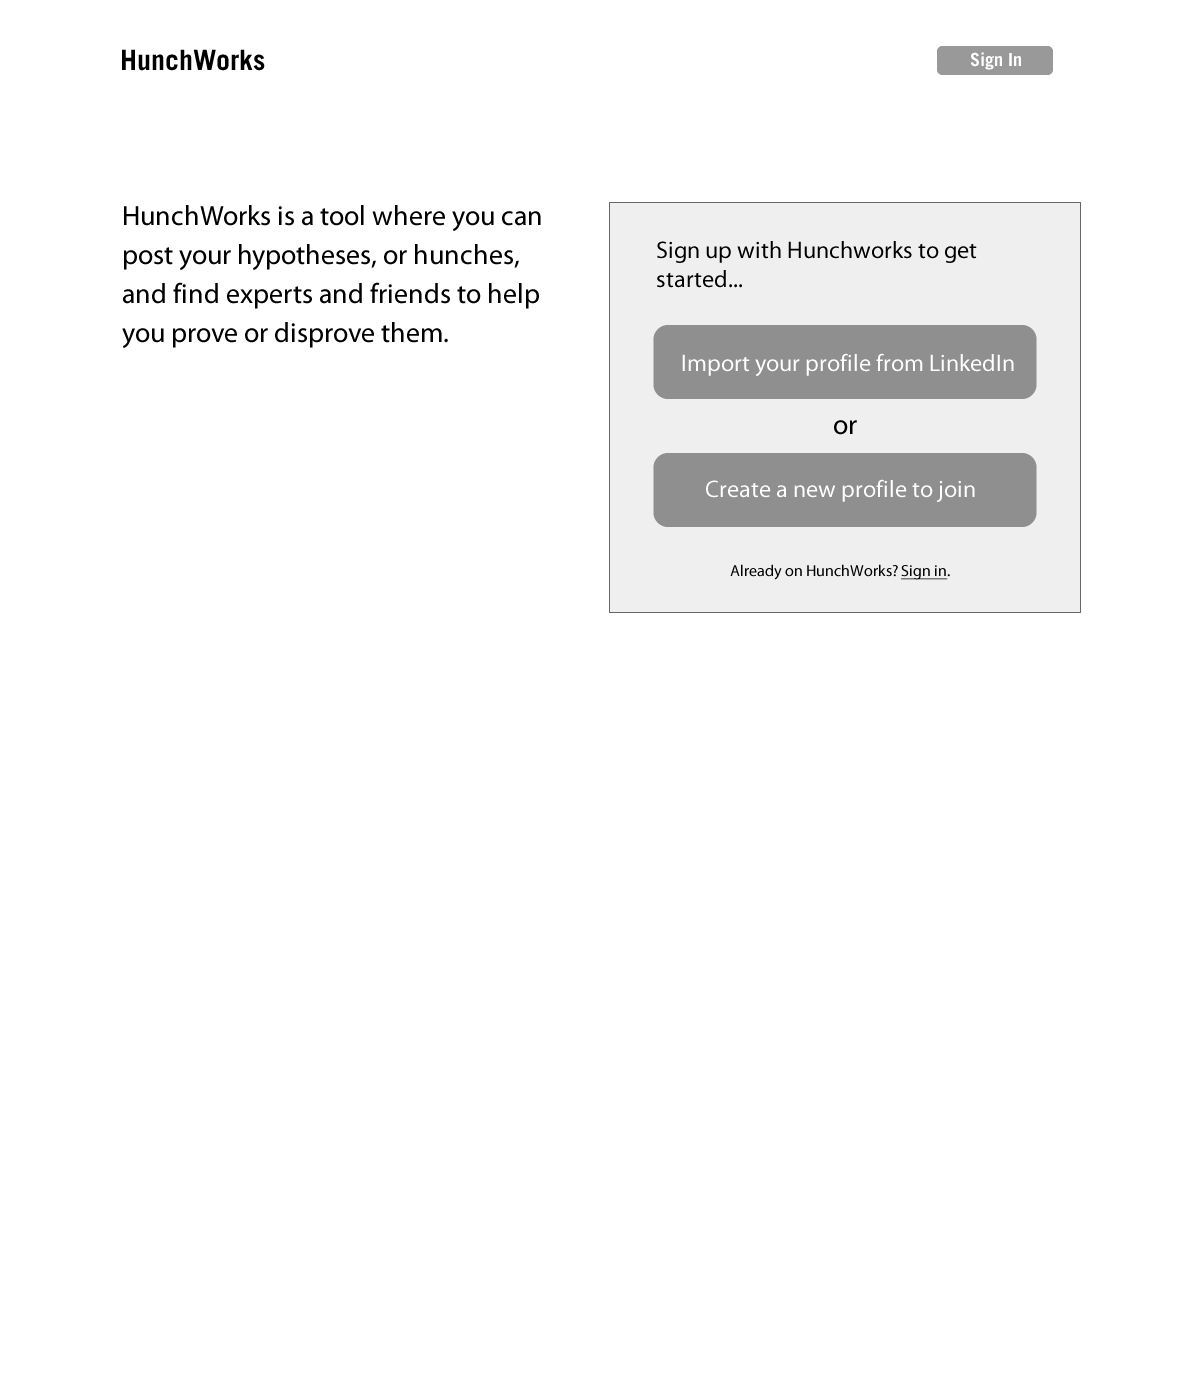 HunchWorks
Sign In
HunchWorks is a tool where you can
post your hypotheses, or hunches,
and find experts and friends to help
you prove or disprove them.
Sign up with Hunchworks to get
started...
Import your profile from LinkedIn
or
Create a new profile to join
Already on HunchWorks? Sign in.